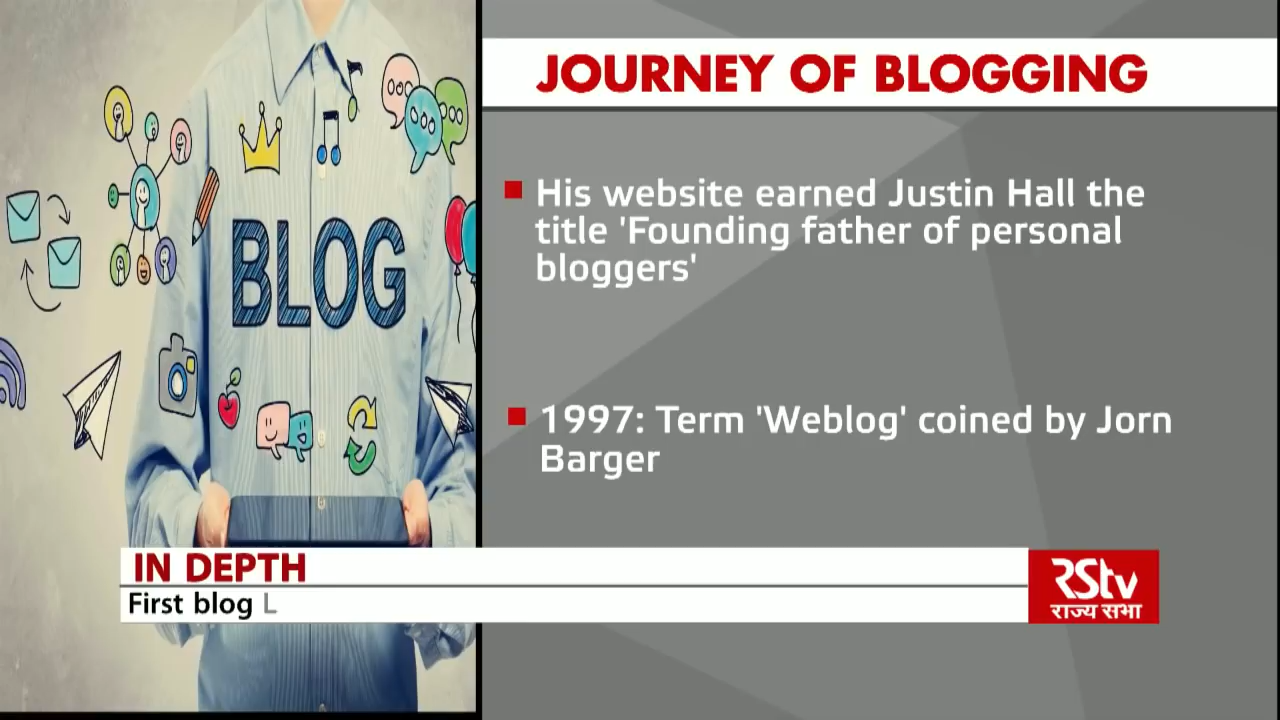 BLOG
JOURNEY OF BLOGGING
His website earned Justin Hall the
title 'Founding father of personal
bloggers'
1997: Term 'Weblog' coined by Jorn
Barger
IN DEPTH
First blog L
RStv
राज्य सभा